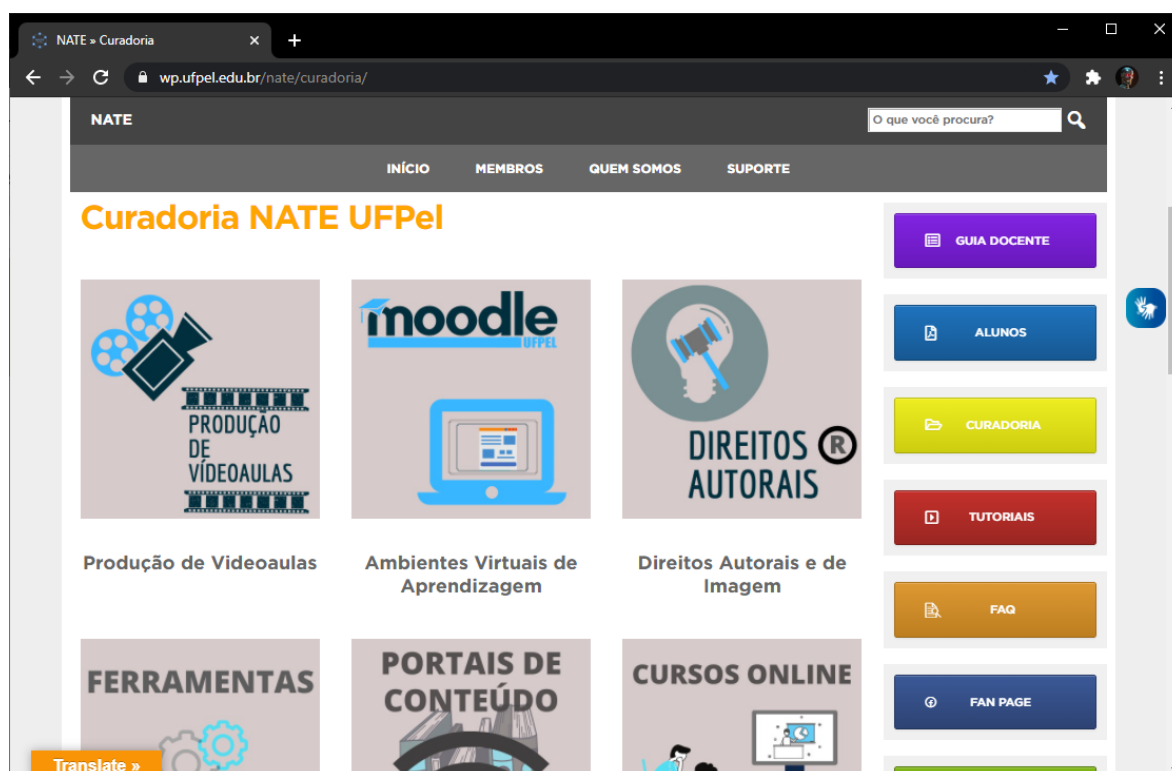 NATE » Curadoria
wp.ufpel.edu.br/nate/curadoria/
NATE
O que você procura?
INÍCIO MEMBROS QUEM SOMOS SUPORTE
Curadoria NATE UFPel
PRODUÇÃO
DE
VÍDEOAULAS
moodle
UFPEL
DIREITOS ®
AUTORAIS
Produção de Videoaulas
Ambientes Virtuais de
Aprendizagem
Direitos Autorais e de
Imagem
FERRAMENTAS
PORTAIS DE
CONTEÚDO
CURSOS ONLINE
GUIA DOCENTE
ALUNOS
CURADORIA
TUTORIAIS
FAQ
FAN PAGE
Translate »